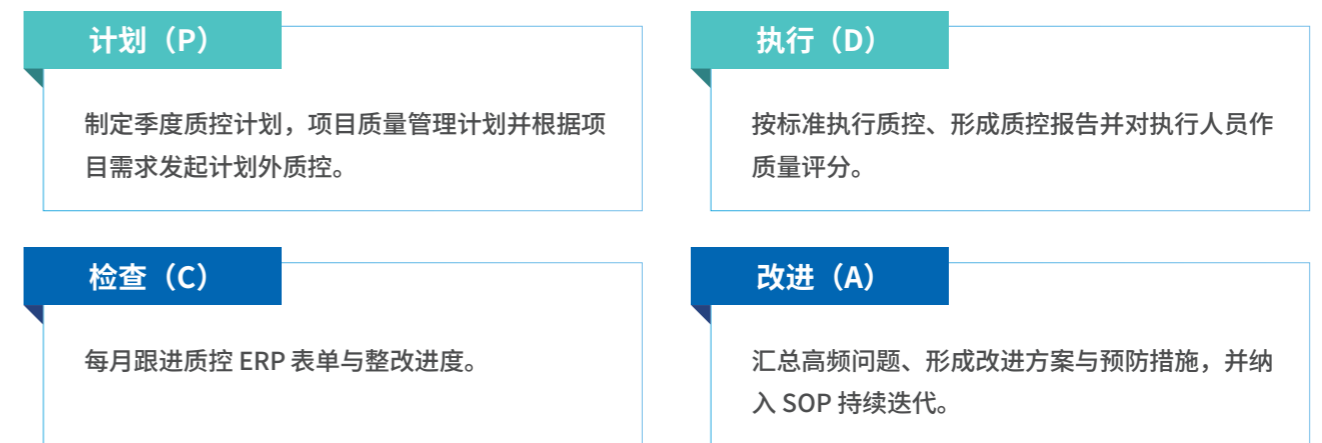 计划（P）
制定季度质控计划，项目质量管理计划并根据项
目需求发起计划外质控。
执行（D）
按标准执行质控、形成质控报告并对执行人员作
质量评分。
检查（C）
每月跟进质控 ERP 表单与整改进度。
改进（A）
汇总高频问题、形成改进方案与预防措施，并纳
入 SOP 持续迭代。